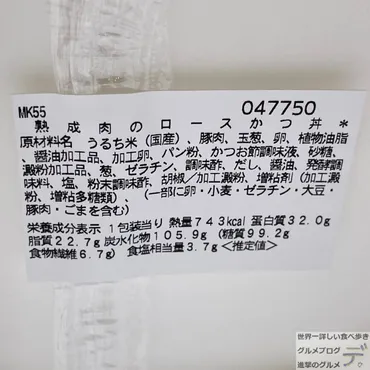 MK55 047750
熟成肉のロースかつ丼*
原材料名 うるち米(国産)、豚肉、玉葱、卵、植物油脂
、醤油加工品、加工卵、パン粉、かつお節調味液、砂糖、
澱粉加工品、葱、ゼラチン、調味酢、だし、醤油、発酵調
味料、塩、粉末調味酢、胡椒/加工澱粉、増粘剤(加工澱
粉、増粘多糖類)、(一部に卵・小麦・ゼラチン・大豆・
豚肉・ごまを含む)
栄養成分表示 1包装当り 熱量743kcal 蛋白質32.0g
脂質22.7g 炭水化物105.9g (糖質99.2g
食物繊維6.7g) 食塩相当量3.7g <推定値>
世界一詳しい食べ歩き
グルメブログ
進撃のグルメ
デ。